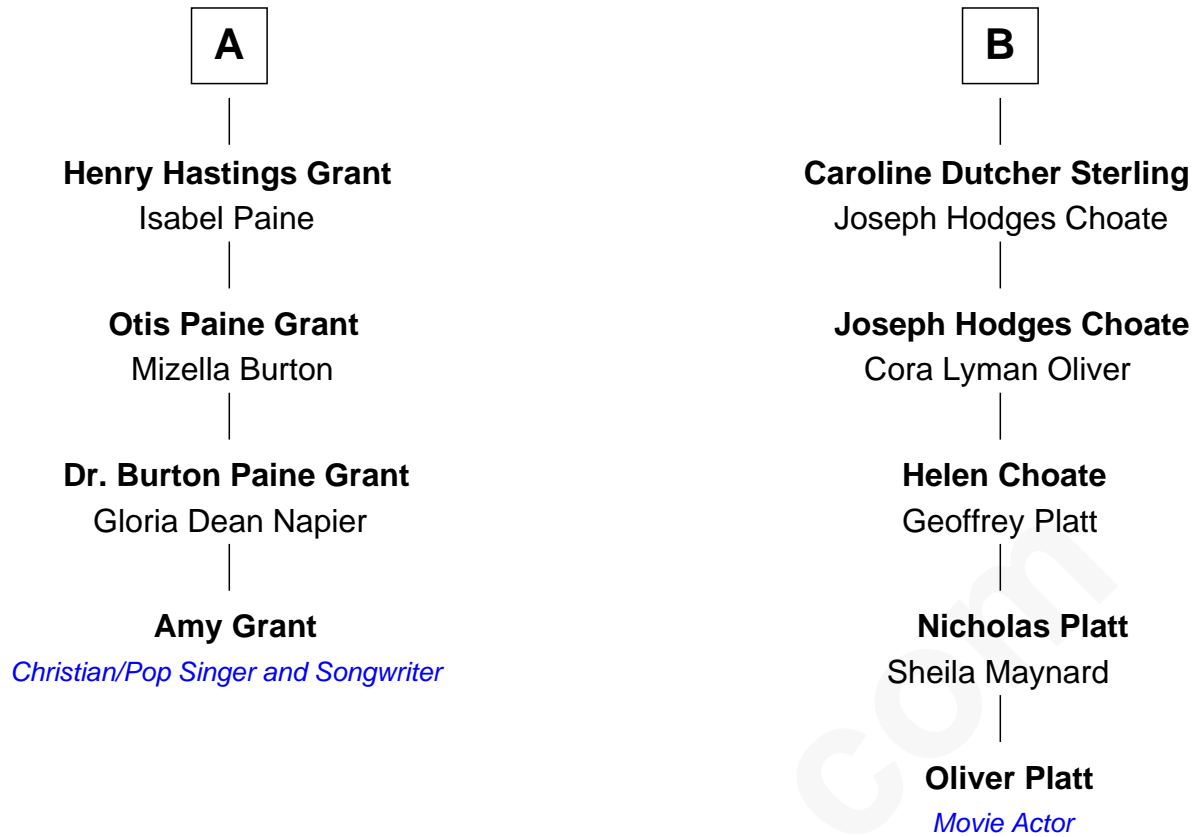 A
Henry Hastings Grant
Isabel Paine
Otis Paine Grant
Mizella Burton
Dr. Burton Paine Grant
Gloria Dean Napier
Amy Grant
Christian/Pop Singer and Songwriter
B
Caroline Dutcher Sterling
Joseph Hodges Choate
Joseph Hodges Choate
Cora Lyman Oliver
Helen Choate
Geoffrey Platt
Nicholas Platt
Sheila Maynard
Oliver Platt
Movie Actor
com